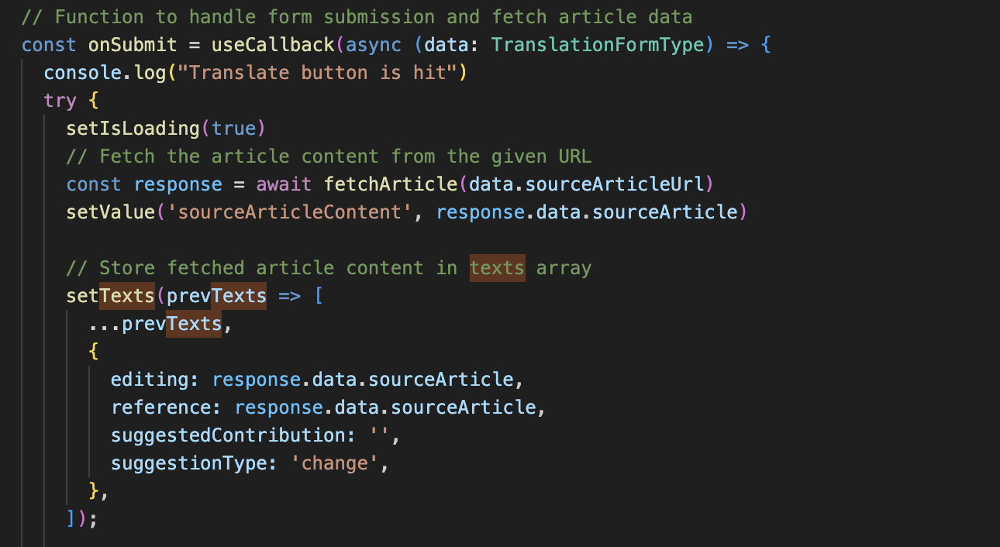 // Function to handle form submission and fetch article data
const onSubmit = useCallback(async (data: TranslationFormType) => {
console.log("Translate button is hit")
try {
setIsLoading(true)
// Fetch the article content from the given URL
const response = await fetchArticle(data.sourceArticleUrl)
setValue('sourceArticleContent', response.data.sourceArticle)
// Store fetched article content in texts array
setTexts(prevTexts => [
...prevTexts,
{
editing: response.data.sourceArticle,
reference: response.data.sourceArticle,
suggestedContribution: '',
suggestionType: 'change',
},
]);